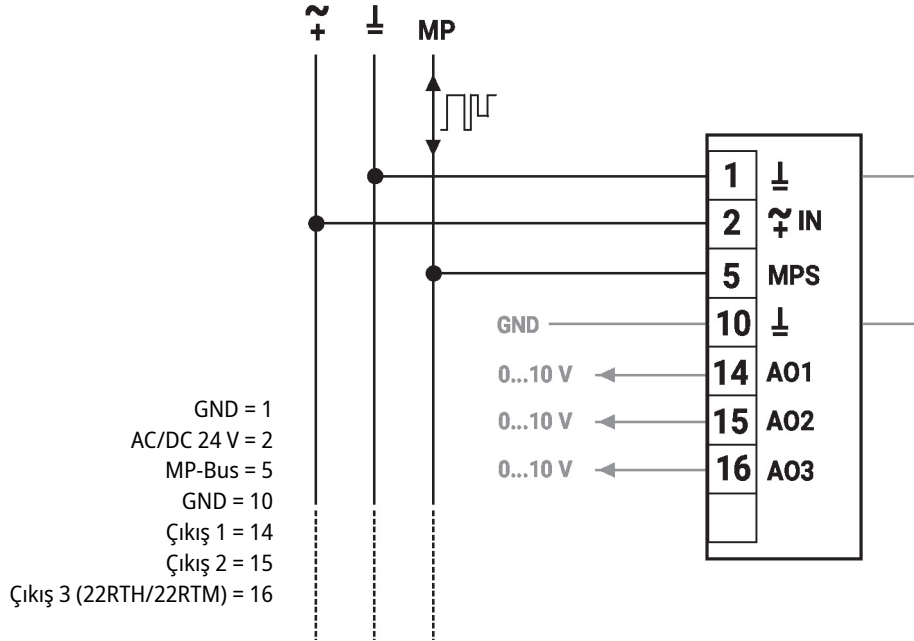 ~
+ ⊥ MP
1 ⊥
2 ~
+ IN
5 MPS
GND 10 ⊥
0...10 V 14 AO1
0...10 V 15 AO2
0...10 V 16 AO3
GND = 1
AC/DC 24 V = 2
MP-Bus = 5
GND = 10
Çıkış 1 = 14
Çıkış 2 = 15
Çıkış 3 (22RTH/22RTM) = 16